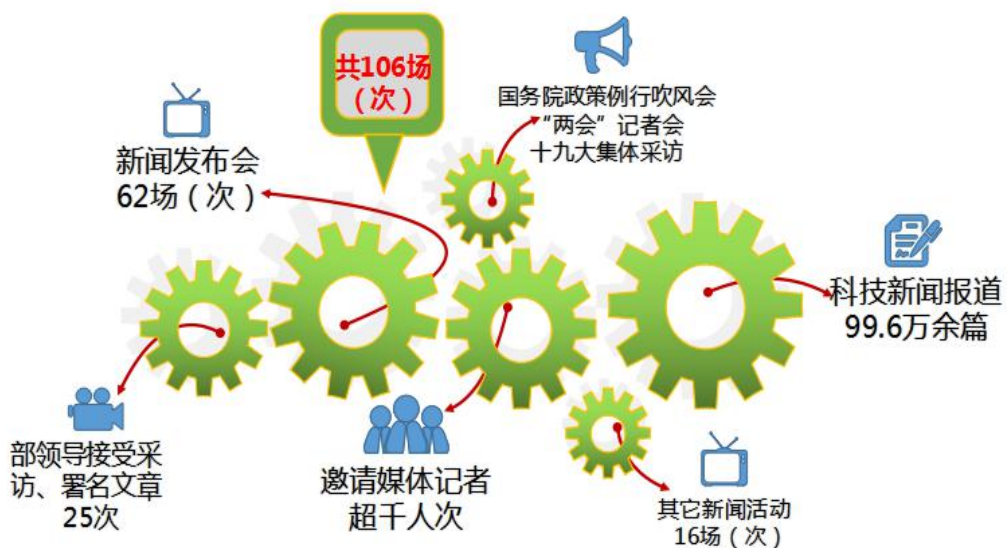 共106场
（次）
国务院政策例行吹风会
“两会”记者会
十九大集体采访
新闻发布会
62场（次）
科技新闻报道
99.6万余篇
部领导接受采
访、署名文章
25次
邀请媒体记者
超千人次
其它新闻活动
16场（次）